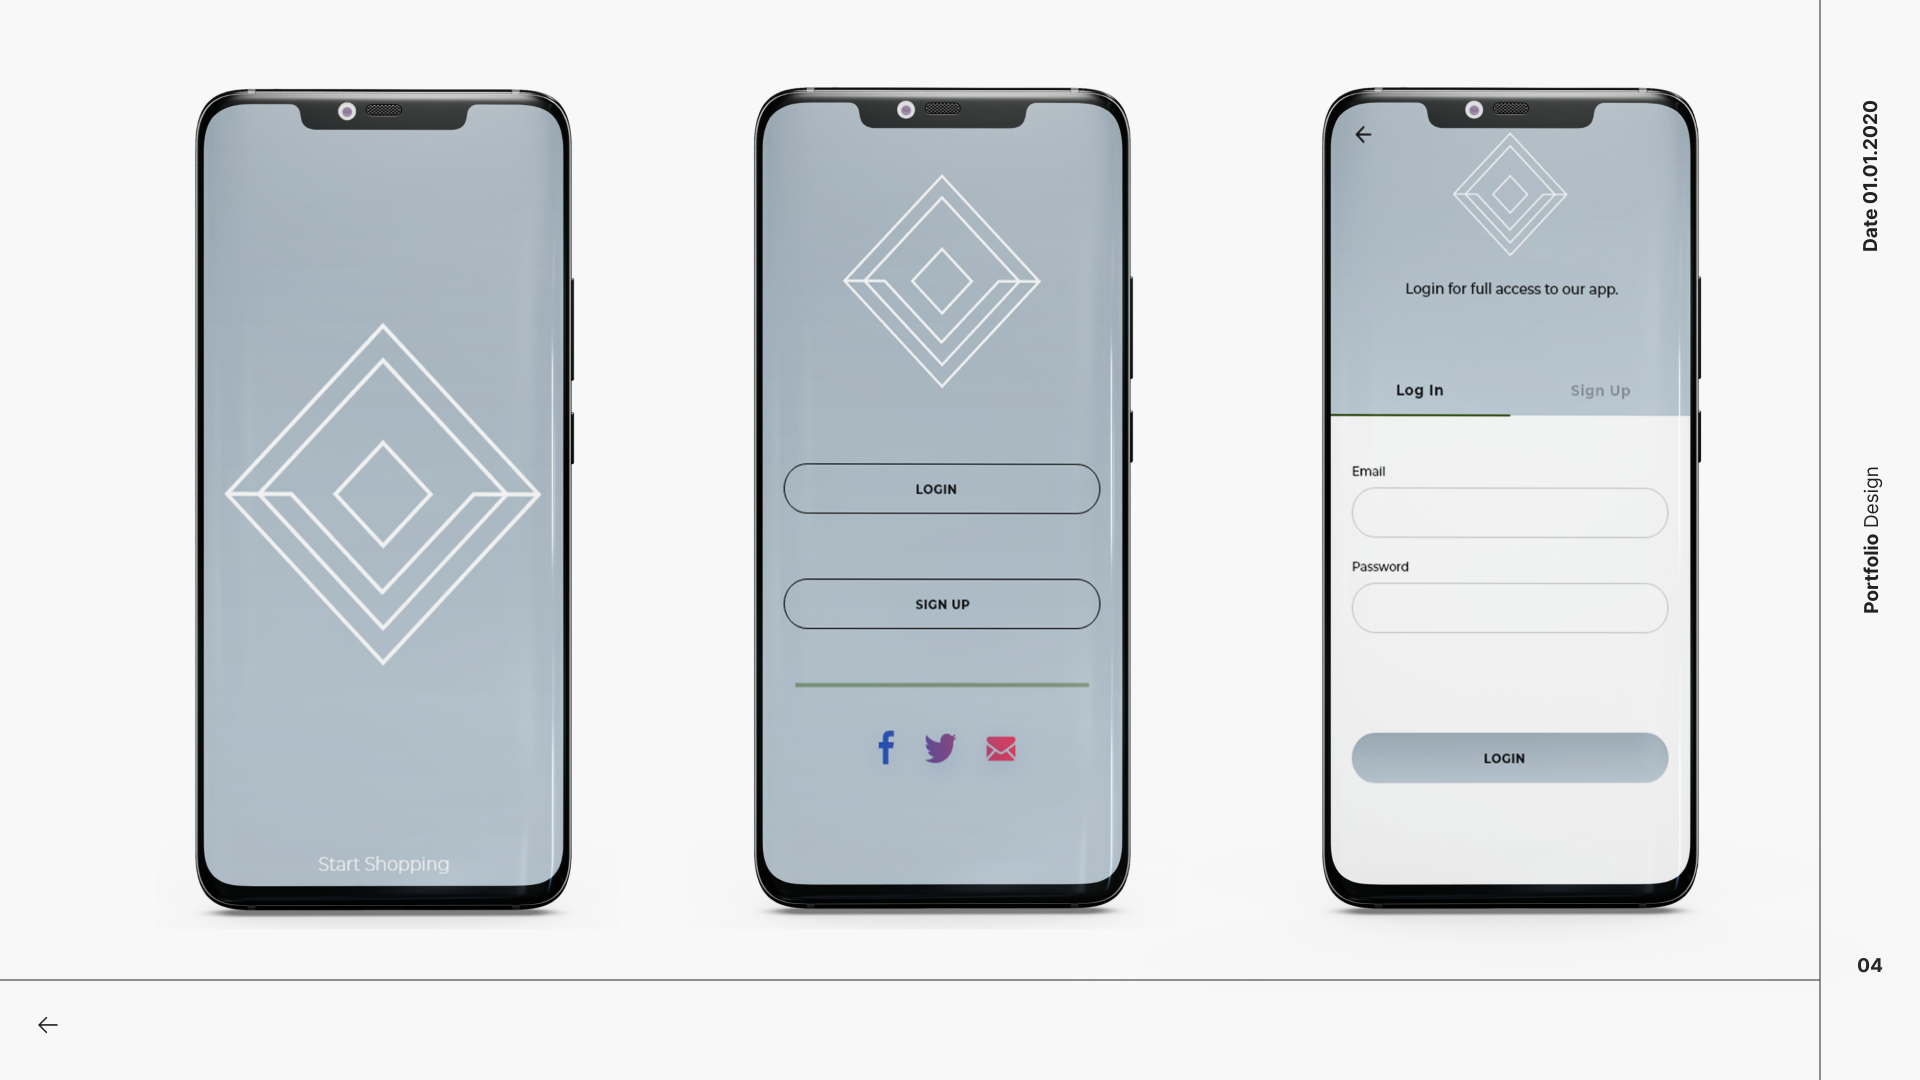 Start Shopping
LOGIN
SIGN UP
Login for full access to our app.
Log In
Sign Up
Email
Password
LOGIN
Date 01.01.2020
Portfolio Design
04